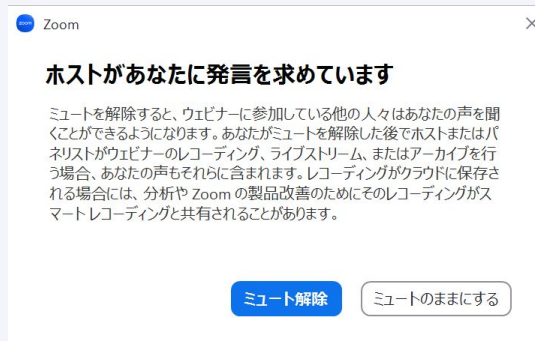 zoom Zoom
ホストがあなたに発言を求めています
ミュートを解除すると、ウェビナーに参加している他の人々はあなたの声を聞
くことができるようになります。あなたがミュートを解除した後でホストまたはパ
ネリストがウェビナーのレコーディング、ライブストリーム、またはアーカイブを行
う場合、あなたの声もそれらに含まれます。レコーディングがクラウドに保存さ
れる場合には、分析や Zoom の製品改善のためにそのレコーディングがス
マート レコーディングと共有されることがあります。
ミュート解除 ミュートのままにする